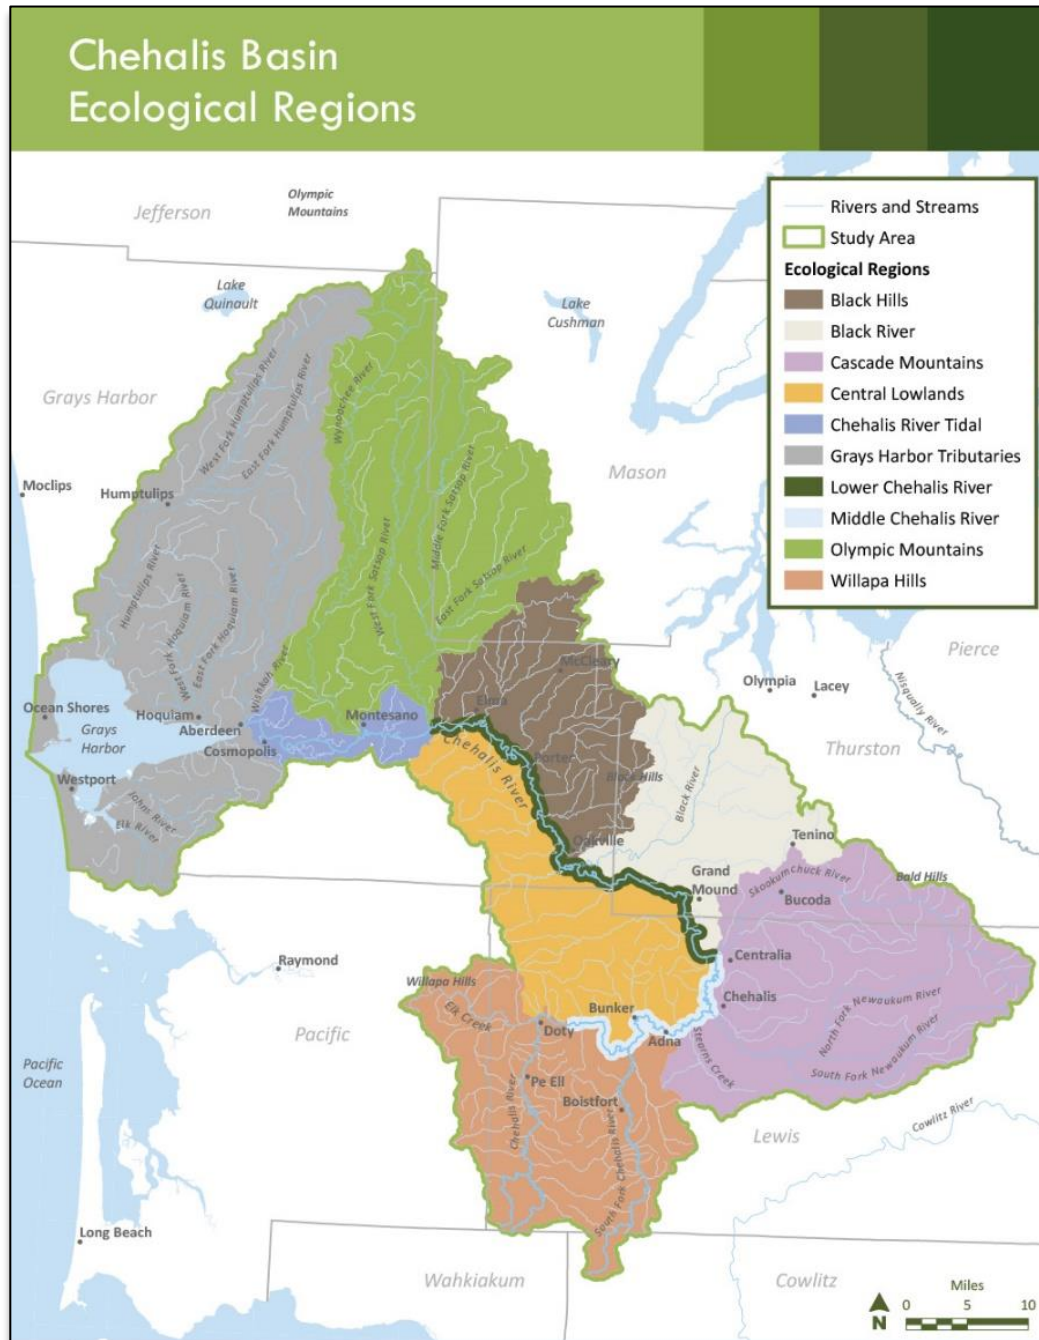 Chehalis Basin
Ecological Regions
Jefferson
Olympic
Mountains
Rivers and Streams
Study Area
Ecological Regions
Black Hills
Black River
Cascade Mountains
Central Lowlands
Chehalis River Tidal
Grays Harbor Tributaries
Lower Chehalis River
Middle Chehalis River
Olympic Mountains
Willapa Hills
Lake
Quinault
Lake
Cushman
Grays Harbor
West Fork Humptulips River
East Fork Humptulips River
Wynoochee River
Mason
Moclips
Humptulips
Middle Fork Satsop River
West Fork Satsop River
East Fork Satsop River
Humptulips River
West Fork Hoquiam River
East Fork Hoquiam River
Wishkah River
McCleary
Pierce
Olympia
Lacey
Nisqually River
Ocean Shores
Grays
Harbor
Hoquiam
Aberdeen
Cosmopolis
Montesano
Elma
Thurston
Chehalis River
Porter
Black Hills
Black River
Westport
Johns River
Elk River
Oakville
Tenino
Grand
Mound
Skookumchuck River
Bald Hills
Bucoda
Raymond
Centralia
Willapa Hills
Elk Creek
Chehalis
North Fork Newaukum River
South Fork Newaukum River
Bunker
Doty
Adna
Stearns Creek
Pacific
Pacific
Ocean
Pe Ell
Boistfort
Chehalis River
South Fork Chehalis River
Cowlitz River
Lewis
Long Beach
Wahkiakum
Cowlitz
Miles
N
0 5 10